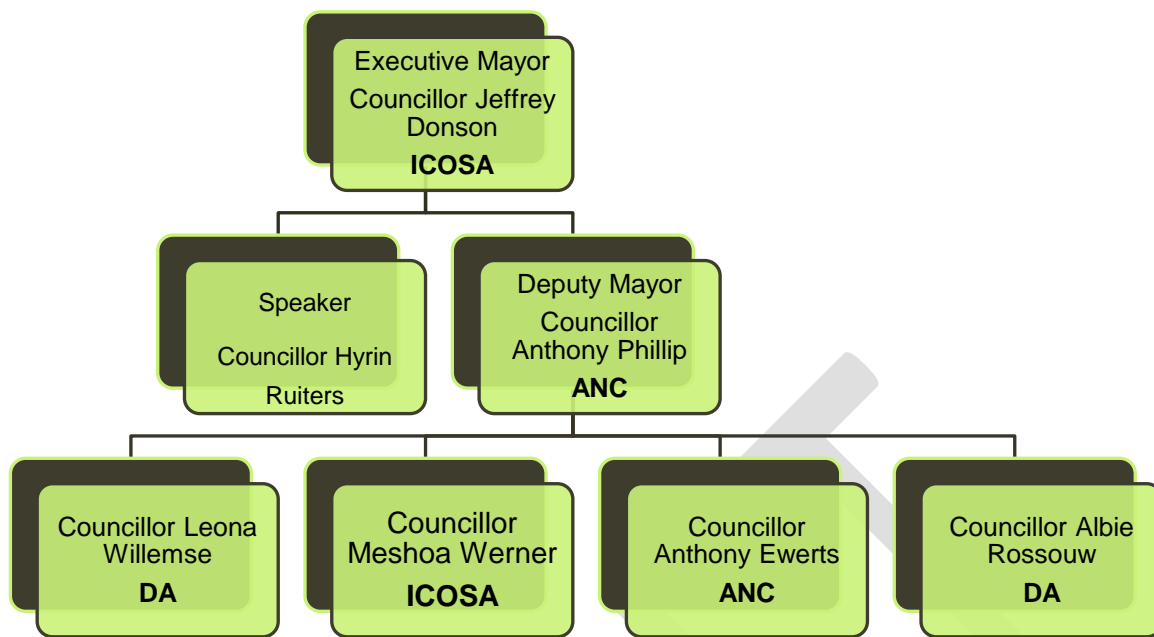 Executive Mayor
Councillor Jeffrey
Donson
ICOSA
Speaker
Councillor Hyrin
Ruiters
Deputy Mayor
Councillor
Anthony Phillip
ANC
Councillor Leona
Willemse
DA
Councillor
Meshoa Werner
ICOSA
Councillor
Anthony Ewerts
ANC
Councillor Albie
Rossouw
DA